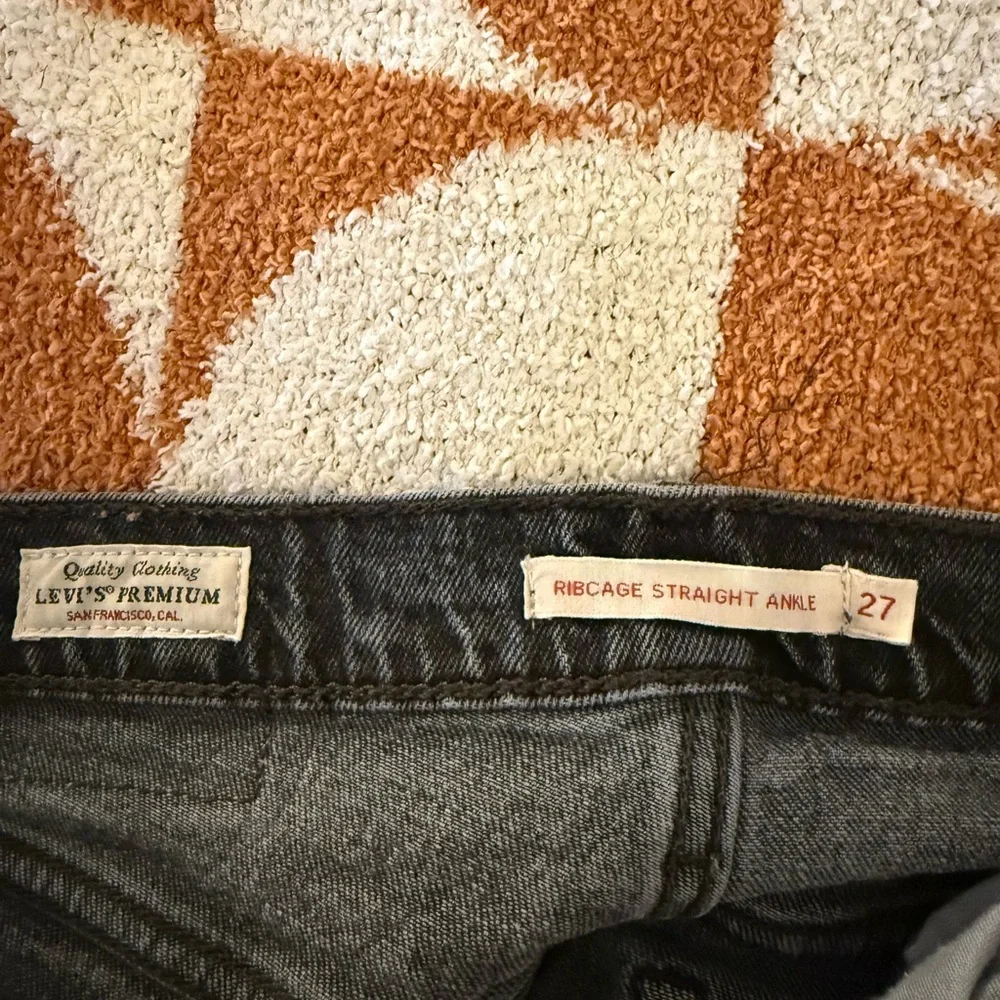 Quality Clothing
LEVI'S® PREMIUM
SAN FRANCISCO, CAL.
RIBCAGE STRAIGHT ANKLE
27